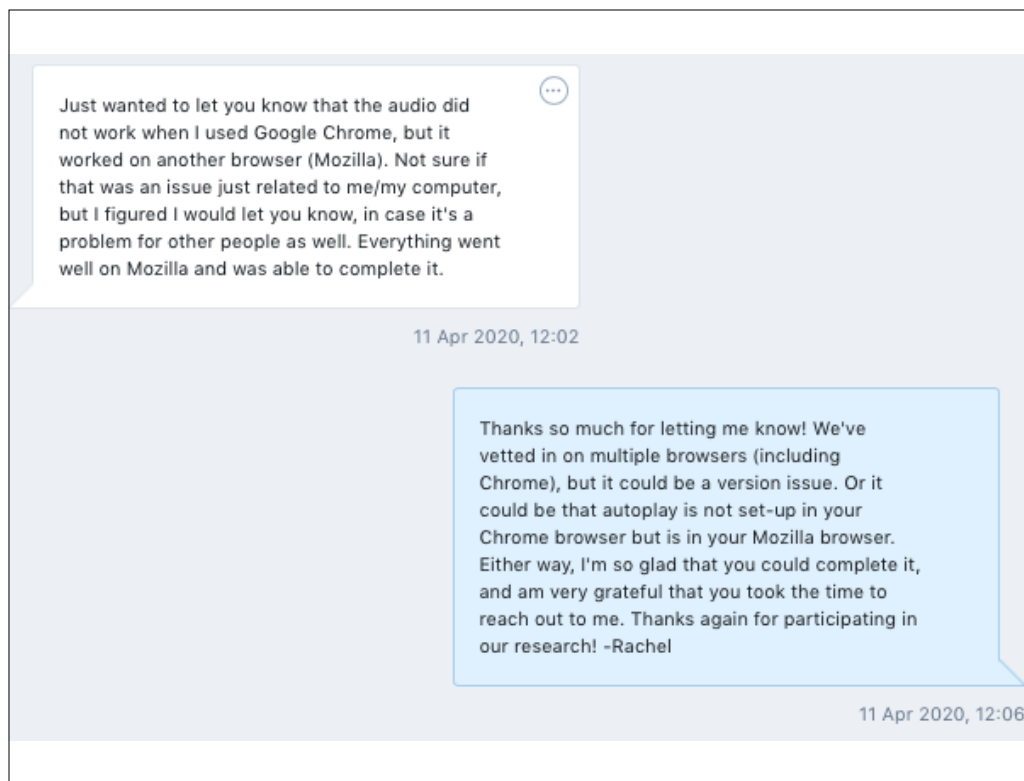 Just wanted to let you know that the audio did
not work when I used Google Chrome, but it
worked on another browser (Mozilla). Not sure if
that was an issue just related to me/my computer,
but I figured I would let you know, in case it's a
problem for other people as well. Everything went
well on Mozilla and was able to complete it.
11 Apr 2020, 12:02
Thanks so much for letting me know! We've
vetted in on multiple browsers (including
Chrome), but it could be a version issue. Or it
could be that autoplay is not set-up in your
Chrome browser but is in your Mozilla browser.
Either way, I'm so glad that you could complete it,
and am very grateful that you took the time to
reach out to me. Thanks again for participating in
our research! -Rachel
11 Apr 2020, 12:06